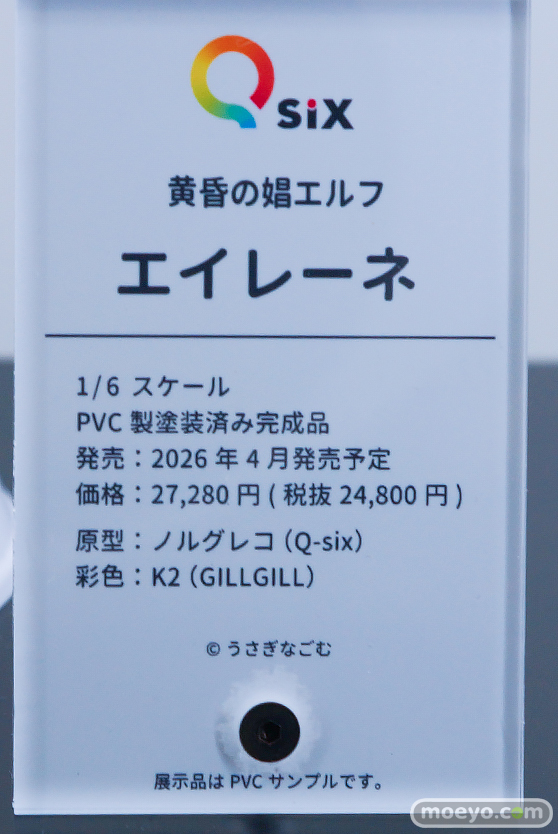 Qsix
黄昏の娼エルフ
エイレーネ
1/6 スケール
PVC 製塗装済み完成品
発売：2026 年 4 月発売予定
価格：27,280 円 ( 税抜 24,800 円 )
原型：ノルグレコ（Q-six）
彩色：K2（GILLGILL）
© うさぎなごむ
展示品は PVC サンプルです。
moeyo.com